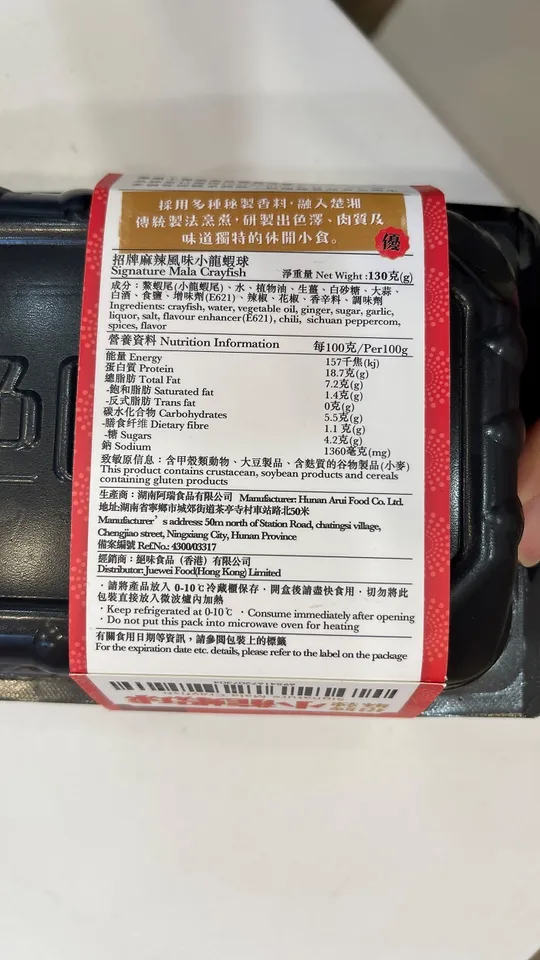 採用多種秘製香料·融入楚湘
傳統製法烹煮·研製出色澤、肉質及
味道獨特的休閒小食。
優
招牌麻辣風味小龍蝦球
Signature Mala Crayfish
淨重量 Net Wight :130克(g)
成分：鰲蝦尾(小龍蝦尾)、水、植物油、生薑、白砂糖、大蒜、
白酒、食鹽、增味劑(E621)、辣椒、花椒、香辛料、調味劑
Ingredients: crayfish, water, vegetable oil, ginger, sugar, garlic,
liquor, salt, flavour enhancer(E621), chili, sichuan peppercom,
spices, flavor
營養資料 Nutrition Information 每100克/Per100g
能量 Energy 157千焦(kj)
蛋白質 Protein 18.7克(g)
總脂肪 Total Fat 7.2克(g)
-飽和脂肪 Saturated fat 1.4克(g)
-反式脂肪 Trans fat 0克(g)
碳水化合物 Carbohydrates 5.5克(g)
-膳食纤维 Dietary fibre 1.1 克(g)
-糖 Sugars 4.2克(g)
鈉 Sodium 1360毫克(mg)
致敏原信息：含甲殼類動物、大豆製品、含麩質的谷物製品(小麥)
This product contains crustacean, soybean products and cereals
containing gluten products
生產商：湖南阿瑞食品有限公司 Manufacturer: Hunan Arui Food Co. Ltd.
地址:湖南省寧鄉市城郊街道茶亭寺村車站路北50米
Manufacturer's address: 50m north of Station Road, chatingsi village,
Chengjiao street, Ningxiang City, Hunan Province
備案編號 Ref.No.: 4300/03317
經銷商：絕味食品（香港）有限公司
Distributor: Juewei Food(Hong Kong) Limited
·請將產品放入 0-10℃冷藏櫃保存·開盒後請盡快食用·切勿將此
包裝直接放入微波爐內加熱
·Keep refrigerated at 0-10℃ ·Consume immediately after opening
·Do not put this pack into microwave oven for heating
有關食用日期等資訊，請參閱包裝上的標籤
For the expiration date etc. details, please refer to the label on the package